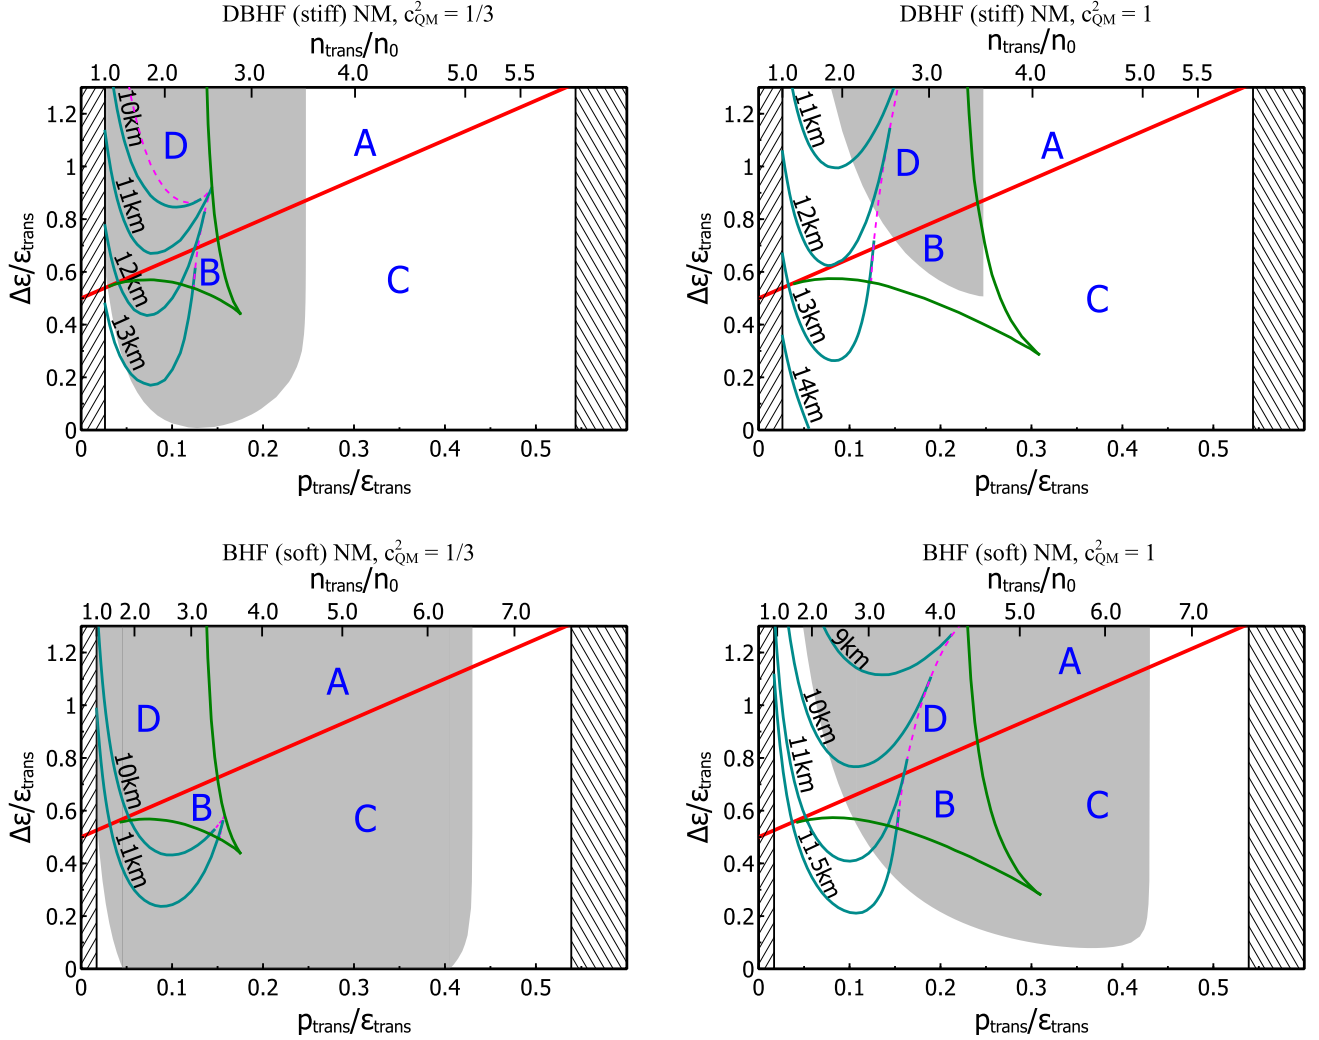 DBHF (stiff) NM, c²QM = 1/3
ntrans/n0
1.0 2.0 3.0 4.0 5.0 5.5
1.2
1
0.8
0.6
0.4
0.2
0
Δε/εtrans
10km
11km
12km
13km
D
A
B
C
0 0.1 0.2 0.3 0.4 0.5
ptrans/εtrans
DBHF (stiff) NM, c²QM = 1
ntrans/n0
1.0 2.0 3.0 4.0 5.0 5.5
1.2
1
0.8
0.6
0.4
0.2
0
Δε/εtrans
11km
12km
13km
14km
D
A
B
C
0 0.1 0.2 0.3 0.4 0.5
ptrans/εtrans
BHF (soft) NM, c²QM = 1/3
ntrans/n0
1.0 2.0 3.0 4.0 5.0 6.0 7.0
1.2
1
0.8
0.6
0.4
0.2
0
Δε/εtrans
10km
11km
D
A
B
C
0 0.1 0.2 0.3 0.4 0.5
ptrans/εtrans
BHF (soft) NM, c²QM = 1
ntrans/n0
1.0 2.0 3.0 4.0 5.0 6.0 7.0
1.2
1
0.8
0.6
0.4
0.2
0
Δε/εtrans
9km
10km
11km
11.5km
A
D
B
C
0 0.1 0.2 0.3 0.4 0.5
ptrans/εtrans